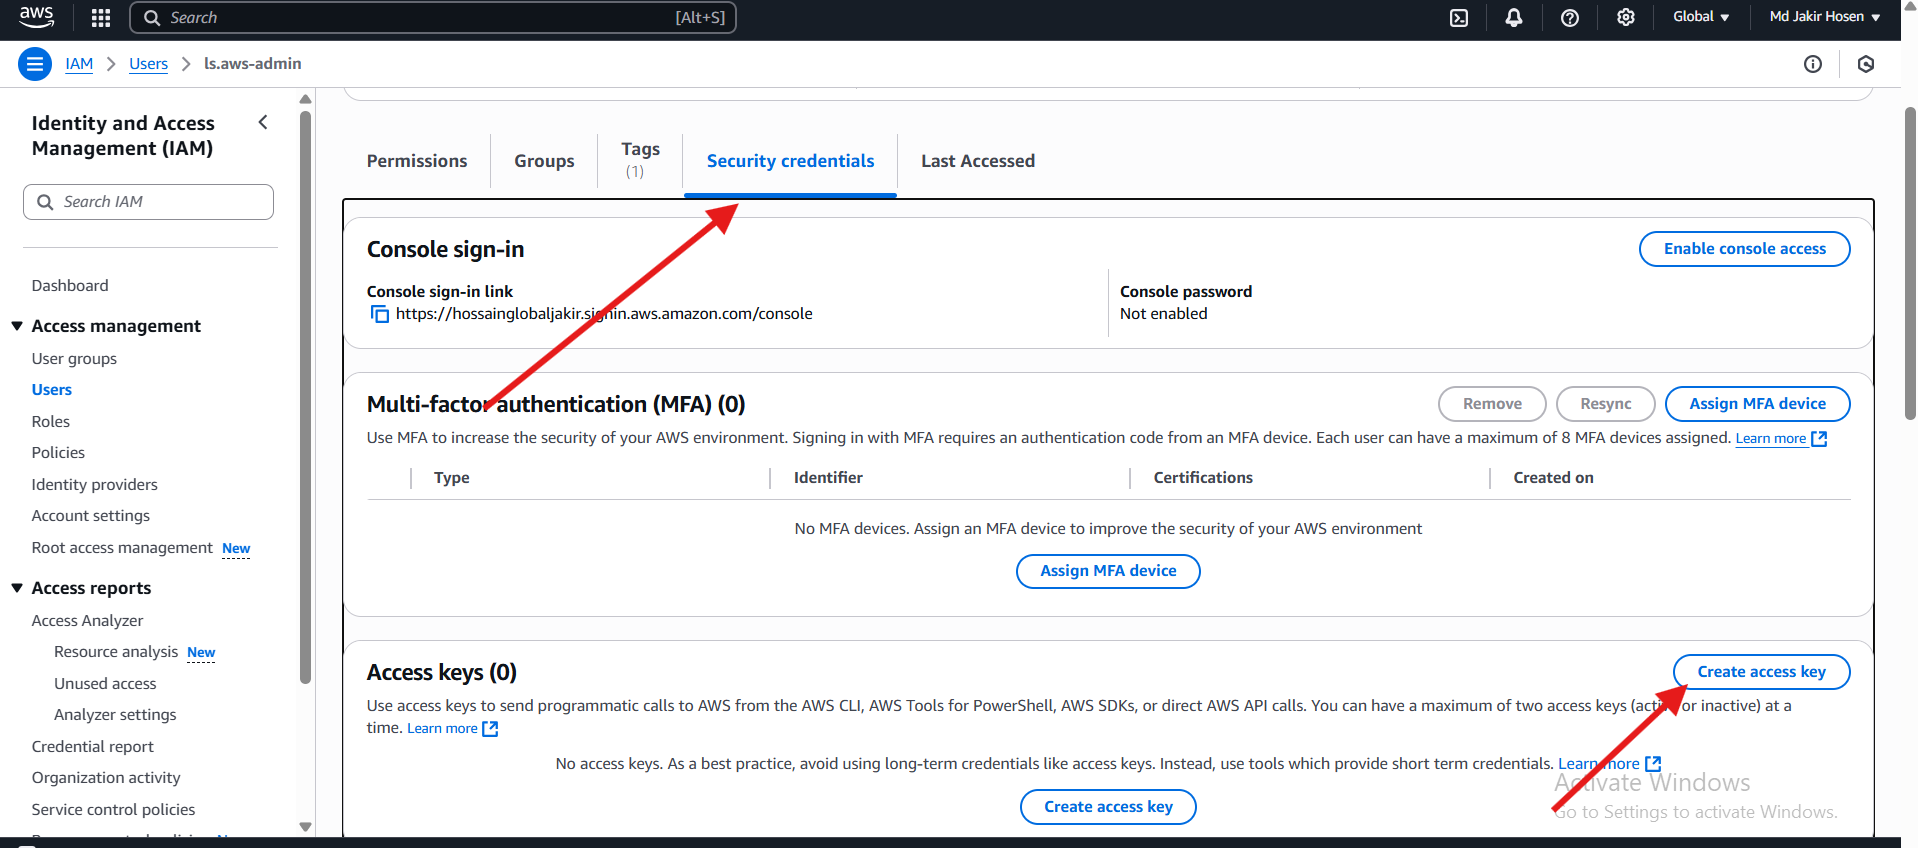 aws
Search [Alt+S]
Global
Md Jakir Hosen
IAM > Users > ls.aws-admin
Identity and Access
Management (IAM)
Search IAM
Dashboard
Access management
User groups
Users
Roles
Policies
Identity providers
Account settings
Root access management New
Access reports
Access Analyzer
Resource analysis New
Unused access
Analyzer settings
Credential report
Organization activity
Service control policies
Permissions
Groups
Tags
(1)
Security credentials
Last Accessed
Console sign-in
Enable console access
Console sign-in link
https://hossainglobaljakir.signin.aws.amazon.com/console
Console password
Not enabled
Multi-factor authentication (MFA) (0)
Remove
Resync
Assign MFA device
Use MFA to increase the security of your AWS environment. Signing in with MFA requires an authentication code from an MFA device. Each user can have a maximum of 8 MFA devices assigned. Learn more
Type Identifier Certifications Created on
No MFA devices. Assign an MFA device to improve the security of your AWS environment
Assign MFA device
Access keys (0)
Create access key
Use access keys to send programmatic calls to AWS from the AWS CLI, AWS Tools for PowerShell, AWS SDKs, or direct AWS API calls. You can have a maximum of two access keys (active or inactive) at a
time. Learn more
No access keys. As a best practice, avoid using long-term credentials like access keys. Instead, use tools which provide short term credentials. Learn more
Create access key
Activate Windows
Go to Settings to activate Windows.